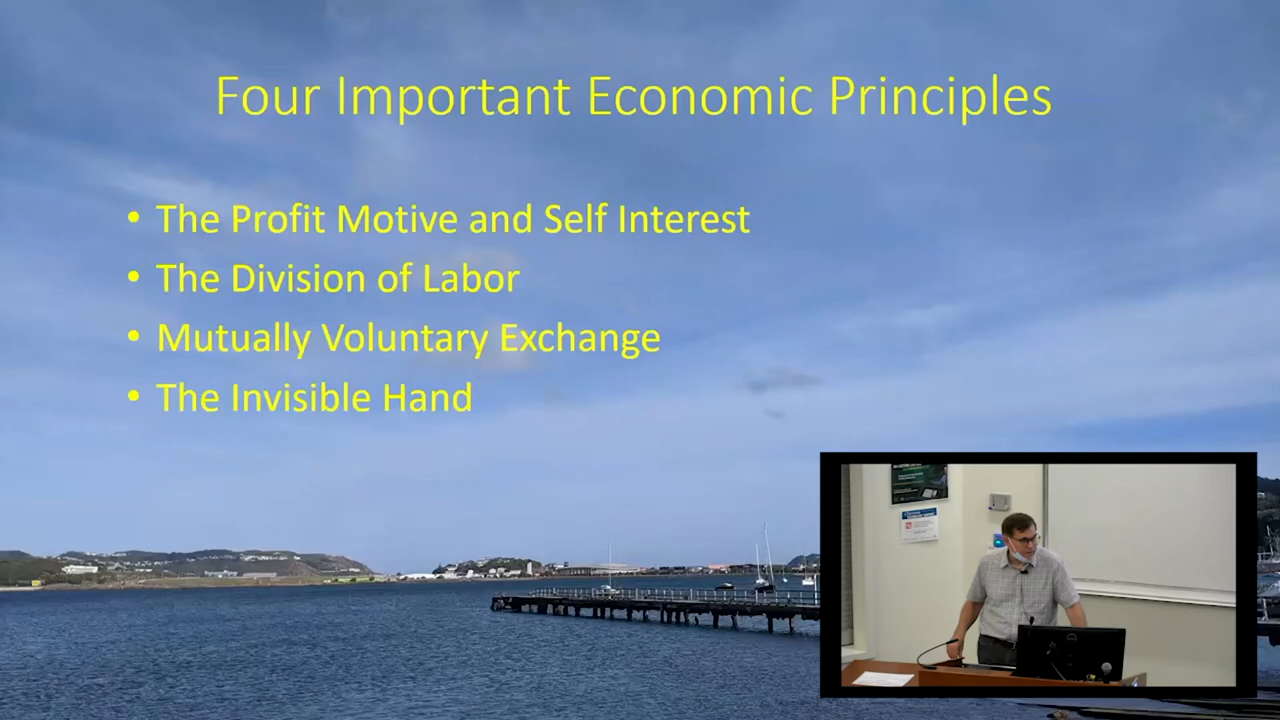 Four Important Economic Principles
• The Profit Motive and Self Interest
• The Division of Labor
• Mutually Voluntary Exchange
• The Invisible Hand